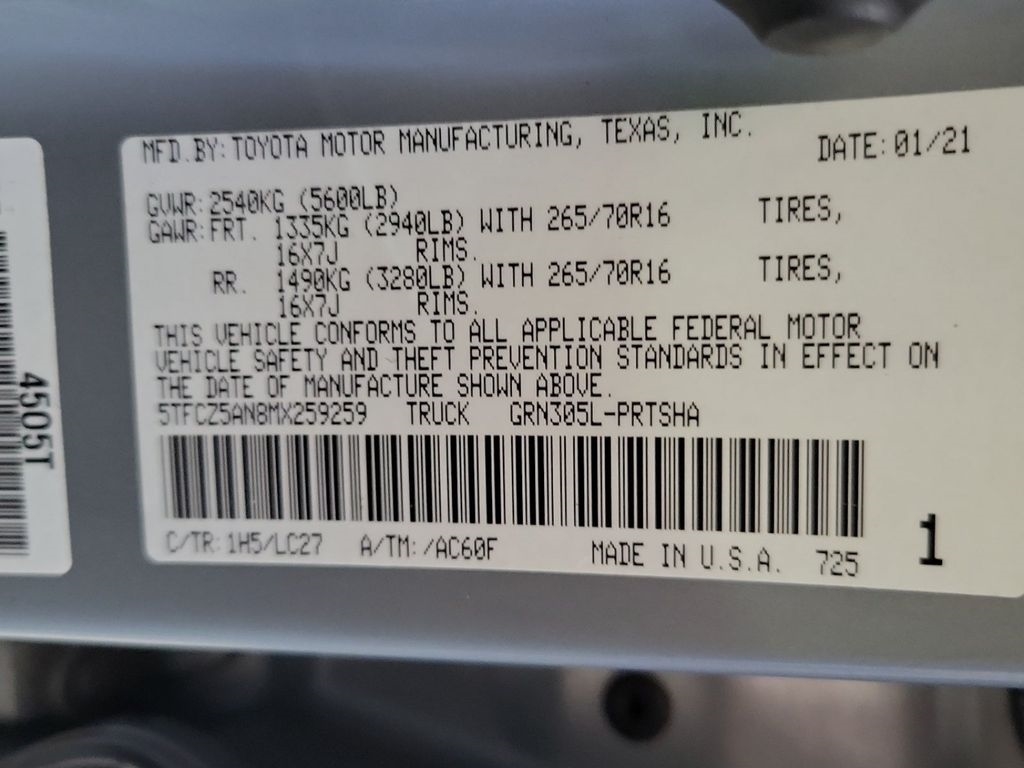 MFD.BY: TOYOTA MOTOR MANUFACTURING, TEXAS, INC. DATE: 01/21
GVWR: 2540KG (5600LB)
GAWR: FRT. 1335KG (2940LB) WITH 265/70R16 TIRES,
16X7J RIMS.
RR. 1490KG (3280LB) WITH 265/70R16 TIRES,
16X7J RIMS.
THIS VEHICLE CONFORMS TO ALL APPLICABLE FEDERAL MOTOR
VEHICLE SAFETY AND THEFT PREVENTION STANDARDS IN EFFECT ON
THE DATE OF MANUFACTURE SHOWN ABOVE.
5TFCZ5AN8MX259259 TRUCK GRN305L-PRTSHA
C/TR: 1H5/LC27 A/TM: /AC60F MADE IN U.S.A. 725 1
4505T